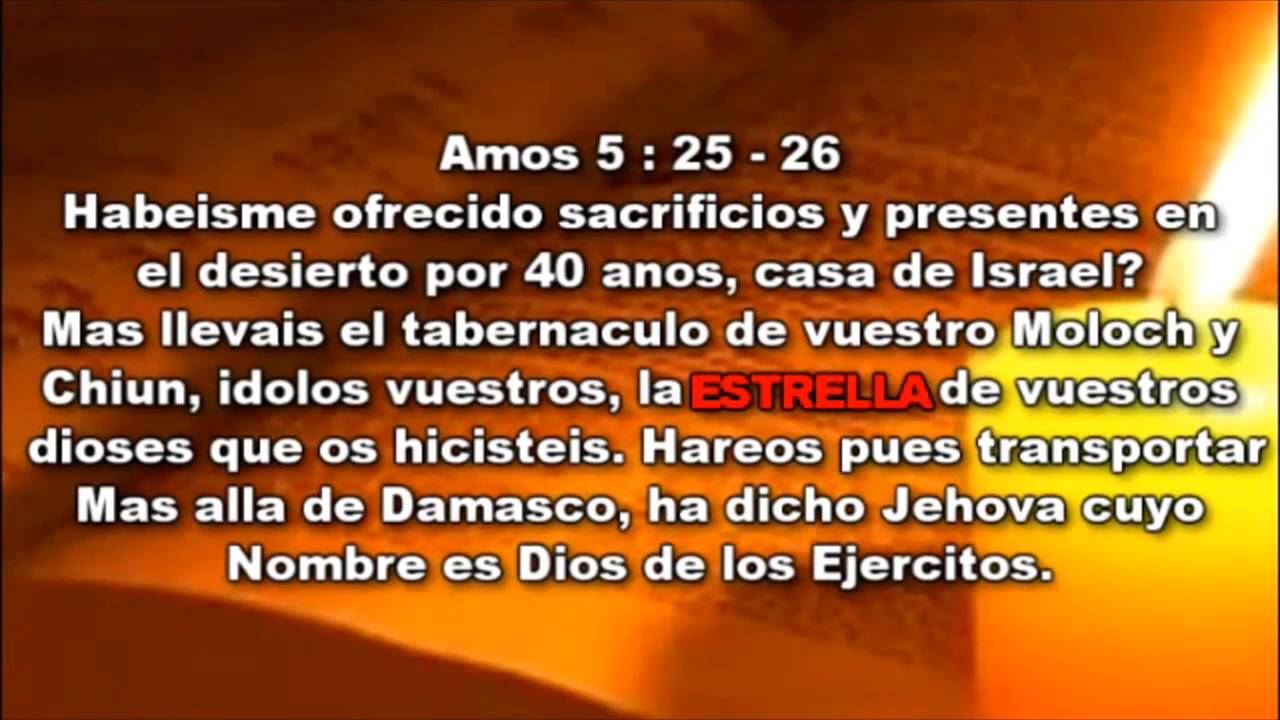 Amos 5 : 25 - 26
Habeisme ofrecido sacrificios y presentes en
el desierto por 40 anos, casa de Israel?
Mas llevais el tabernaculo de vuestro Moloch y
Chiun, idolos vuestros, la ESTRELLA de vuestros
dioses que os hicisteis. Hareos pues transportar
Mas alla de Damasco, ha dicho Jehova cuyo
Nombre es Dios de los Ejercitos.